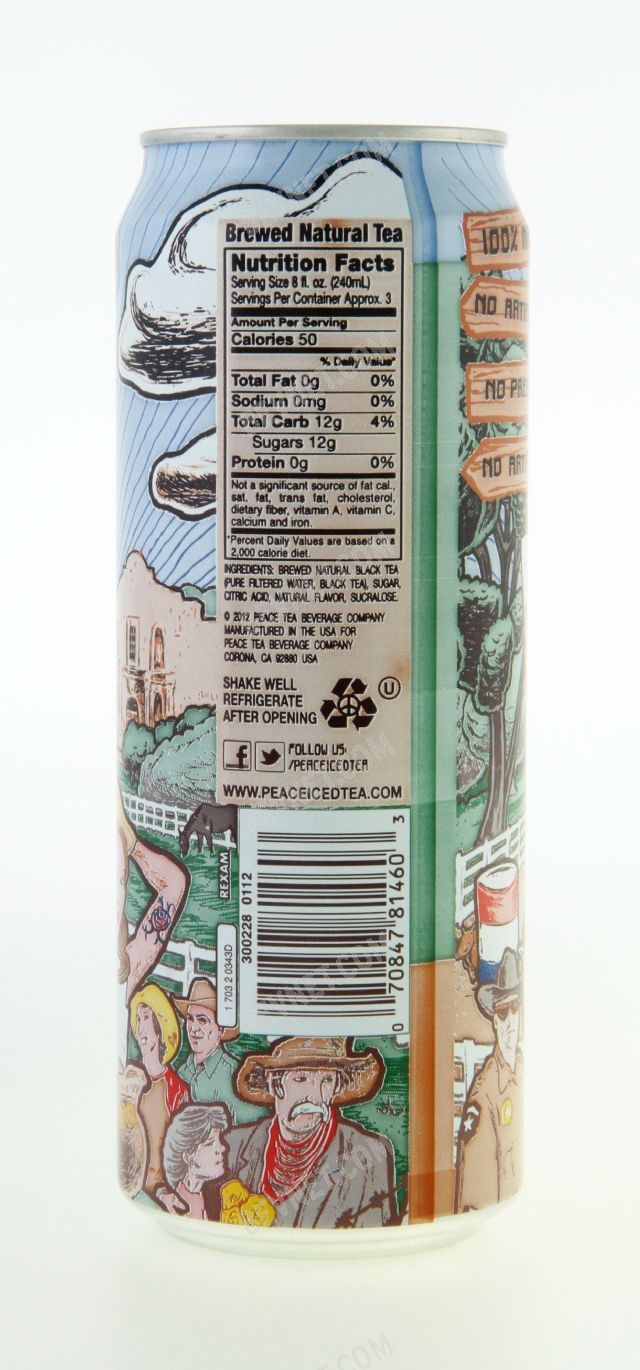 Brewed Natural Tea
Nutrition Facts
Serving Size 8 fl. oz. (240mL)
Servings Per Container Approx. 3
Amount Per Serving
Calories 50
% Daily Value*
Total Fat 0g 0%
Sodium 0mg 0%
Total Carb 12g 4%
Sugars 12g
Protein 0g 0%
Not a significant source of fat cal.,
sat. fat, trans fat, cholesterol,
dietary fiber, vitamin A, vitamin C,
calcium and iron.
*Percent Daily Values are based on a
2,000 calorie diet.
INGREDIENTS: BREWED NATURAL BLACK TEA
(PURE FILTERED WATER, BLACK TEA), SUGAR,
CITRIC ACID, NATURAL FLAVOR, SUCRALOSE.
© 2012 PEACE TEA BEVERAGE COMPANY
MANUFACTURED IN THE USA FOR
PEACE TEA BEVERAGE COMPANY
CORONA, CA 92880 USA
SHAKE WELL
REFRIGERATE
AFTER OPENING
U
FOLLOW US:
/PEACEICEDTEA
WWW.PEACEICEDTEA.COM
REXAM
300228 0112
1 703 2 0343D
0 70847 81460 3
100%
NO
NO
NO